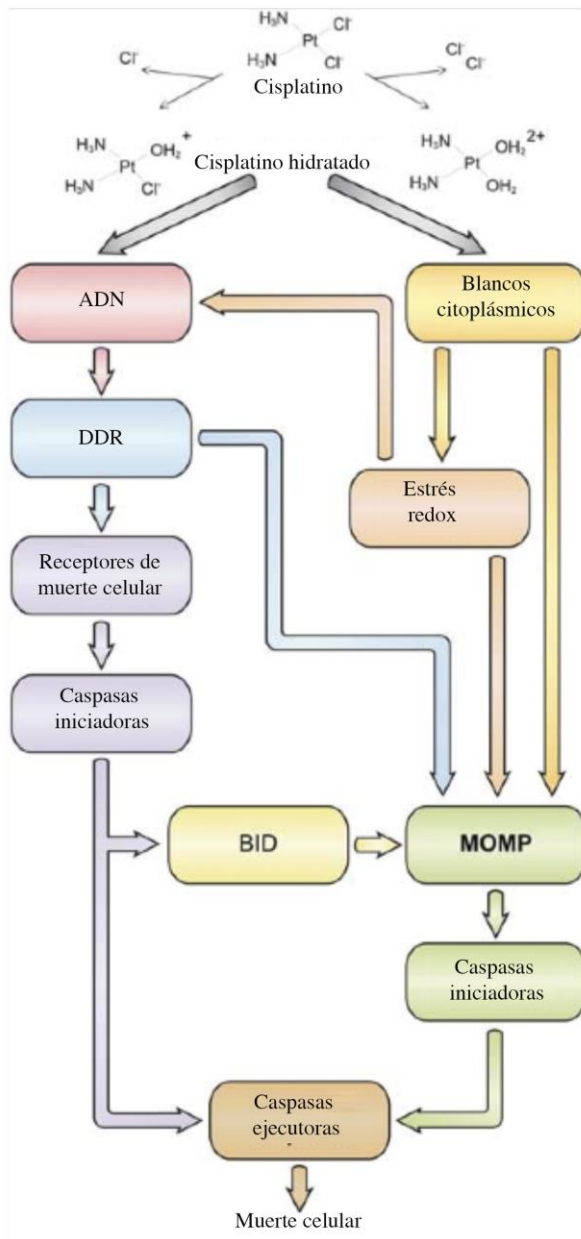 H₃N Cl⁻
Pt
H₃N Cl⁻
Cl⁻
Cl⁻
Cl⁻
Cisplatino
H₃N OH₂ +
Pt
H₃N Cl⁻
Cisplatino hidratado
H₃N OH₂ 2+
Pt
H₃N OH₂
ADN
Blancos
citoplásmicos
DDR
Estrés
redox
Receptores de
muerte celular
Caspasas
iniciadoras
BID
MOMP
Caspasas
iniciadoras
Caspasas
ejecutoras
Muerte celular